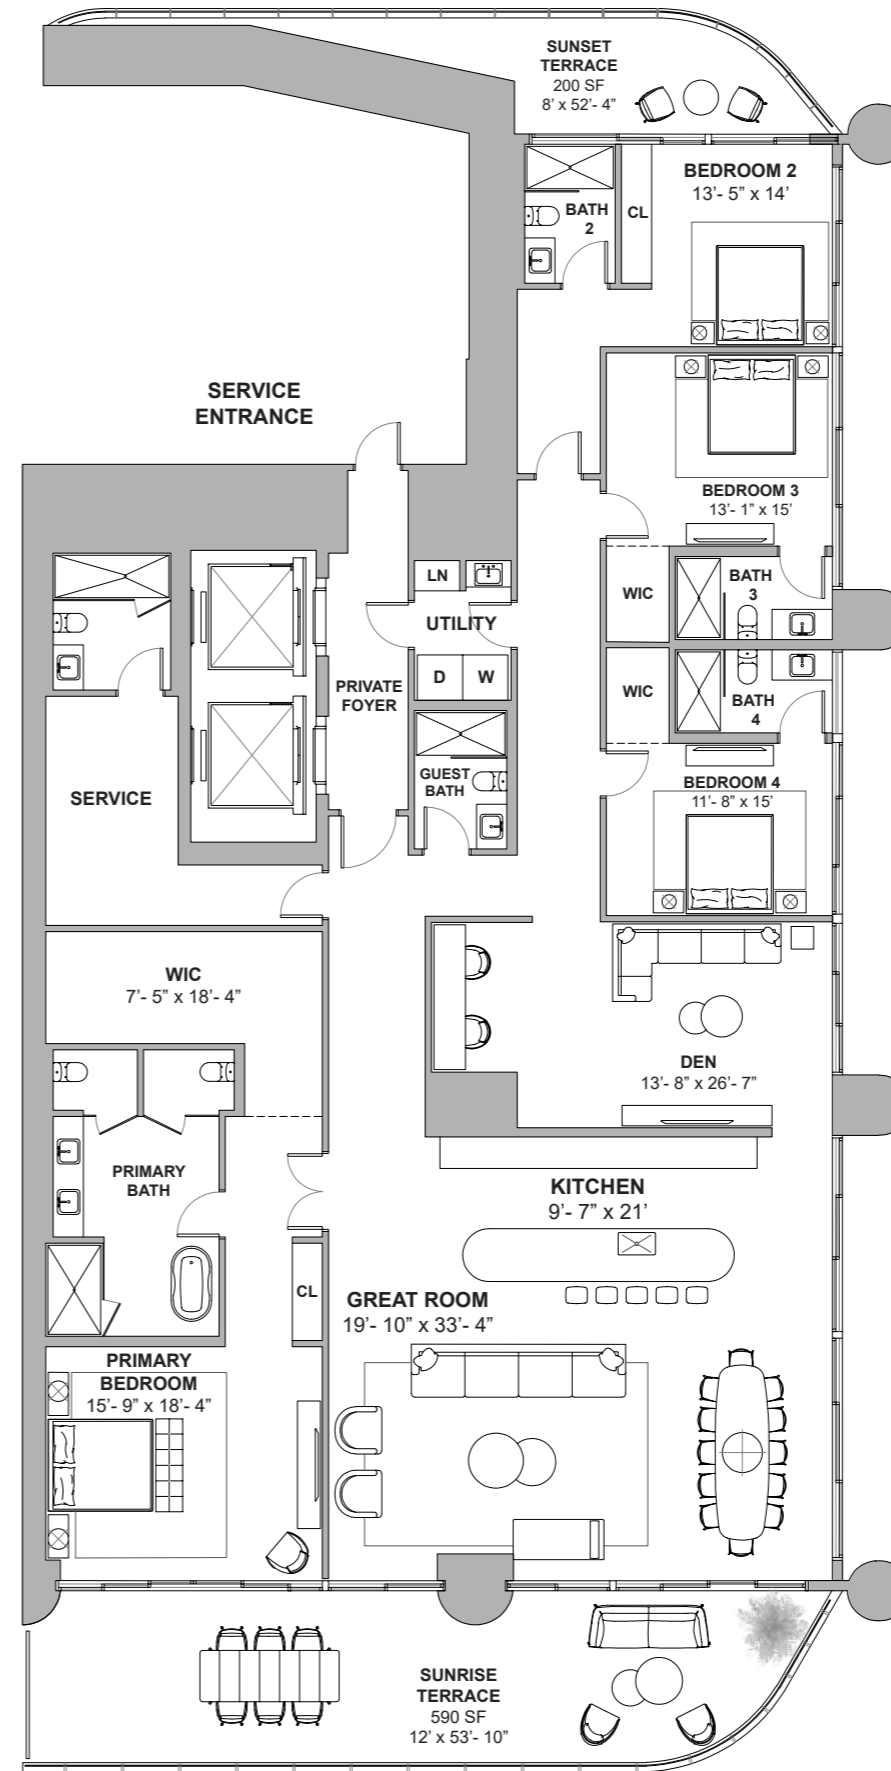 SUNSET
TERRACE
200 SF
8’ x 52’- 4”
BEDROOM 2
13’- 5” x 14’
BATH
2
CL
SERVICE
ENTRANCE
BEDROOM 3
13’- 1” x 15’
LN
UTILITY
D
W
WIC
BATH
3
WIC
BATH
4
PRIVATE
FOYER
GUEST
BATH
SERVICE
BEDROOM 4
11’- 8” x 15’
WIC
7’- 5” x 18’- 4”
DEN
13’- 8” x 26’- 7”
PRIMARY
BATH
KITCHEN
9’- 7” x 21’
CL
GREAT ROOM
19’- 10” x 33’- 4”
PRIMARY
BEDROOM
15’- 9” x 18’- 4”
SUNRISE
TERRACE
590 SF
12’ x 53’- 10”